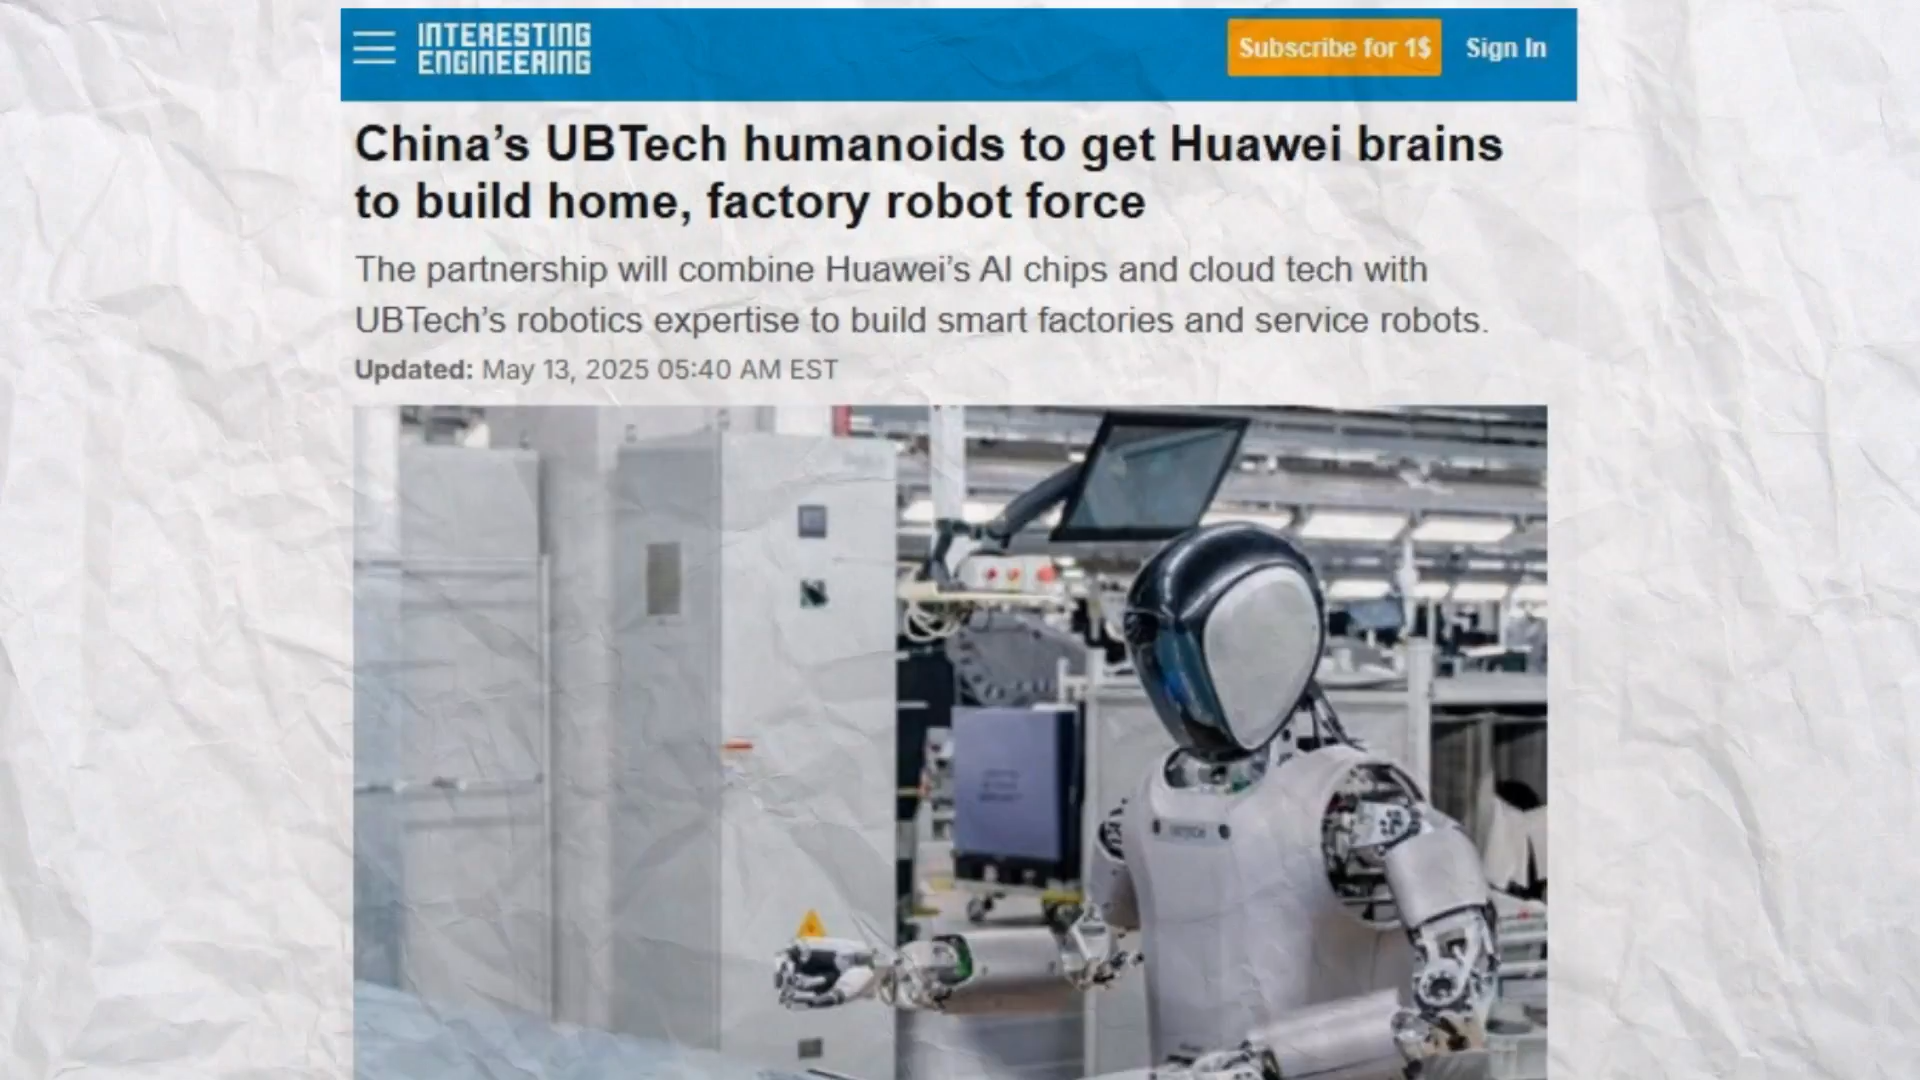 INTERESTING
ENGINEERING
Subscribe for 1$
Sign In
China’s UBTech humanoids to get Huawei brains
to build home, factory robot force
The partnership will combine Huawei’s AI chips and cloud tech with
UBTech’s robotics expertise to build smart factories and service robots.
Updated: May 13, 2025 05:40 AM EST